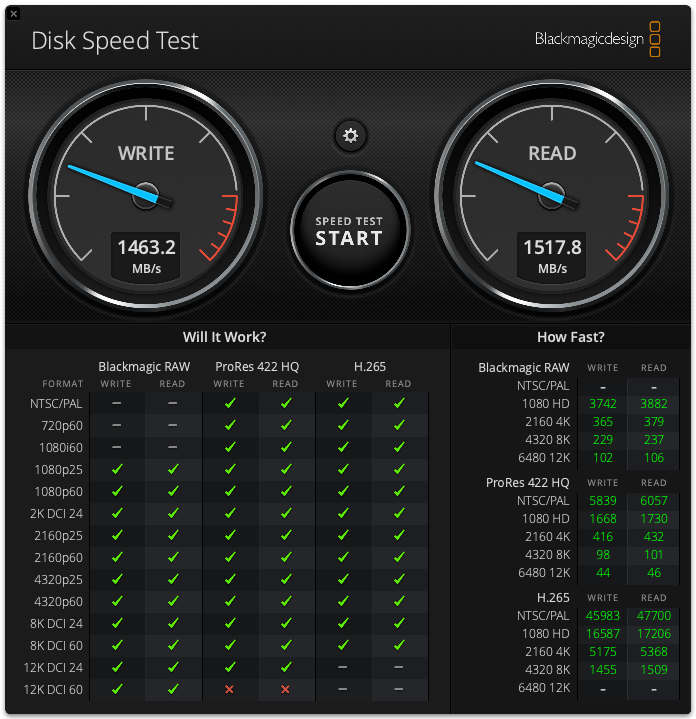 Disk Speed Test
Blackmagicdesign
WRITE
1463.2
MB/s
SPEED TEST
START
READ
1517.8
MB/s
Will It Work?
Blackmagic RAW ProRes 422 HQ H.265
FORMAT WRITE READ WRITE READ WRITE READ
NTSC/PAL – – ✓ ✓ ✓ ✓
720p60 – – ✓ ✓ ✓ ✓
1080i60 – – ✓ ✓ ✓ ✓
1080p25 ✓ ✓ ✓ ✓ ✓ ✓
1080p60 ✓ ✓ ✓ ✓ ✓ ✓
2K DCI 24 ✓ ✓ ✓ ✓ ✓ ✓
2160p25 ✓ ✓ ✓ ✓ ✓ ✓
2160p60 ✓ ✓ ✓ ✓ ✓ ✓
4320p25 ✓ ✓ ✓ ✓ ✓ ✓
4320p60 ✓ ✓ ✓ ✓ ✓ ✓
8K DCI 24 ✓ ✓ ✓ ✓ ✓ ✓
8K DCI 60 ✓ ✓ ✓ ✓ ✓ ✓
12K DCI 24 ✓ ✓ ✓ ✓ – –
12K DCI 60 ✓ ✓ ✗ ✗ – –
How Fast?
Blackmagic RAW WRITE READ
NTSC/PAL – –
1080 HD 3742 3882
2160 4K 365 379
4320 8K 229 237
6480 12K 102 106
ProRes 422 HQ WRITE READ
NTSC/PAL 5839 6057
1080 HD 1668 1730
2160 4K 416 432
4320 8K 98 101
6480 12K 44 46
H.265 WRITE READ
NTSC/PAL 45983 47700
1080 HD 16587 17206
2160 4K 5175 5368
4320 8K 1455 1509
6480 12K – –